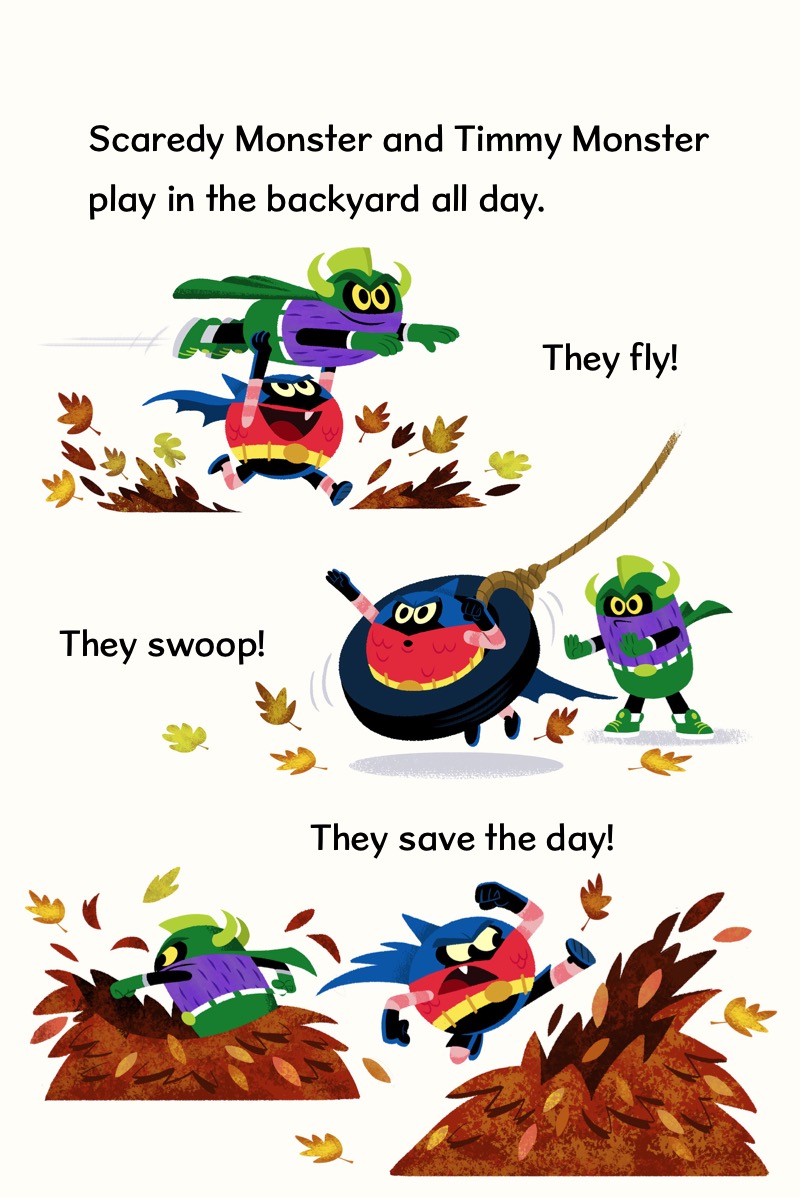 Scaredy Monster and Timmy Monster
play in the backyard all day.
They fly!
They swoop!
They save the day!